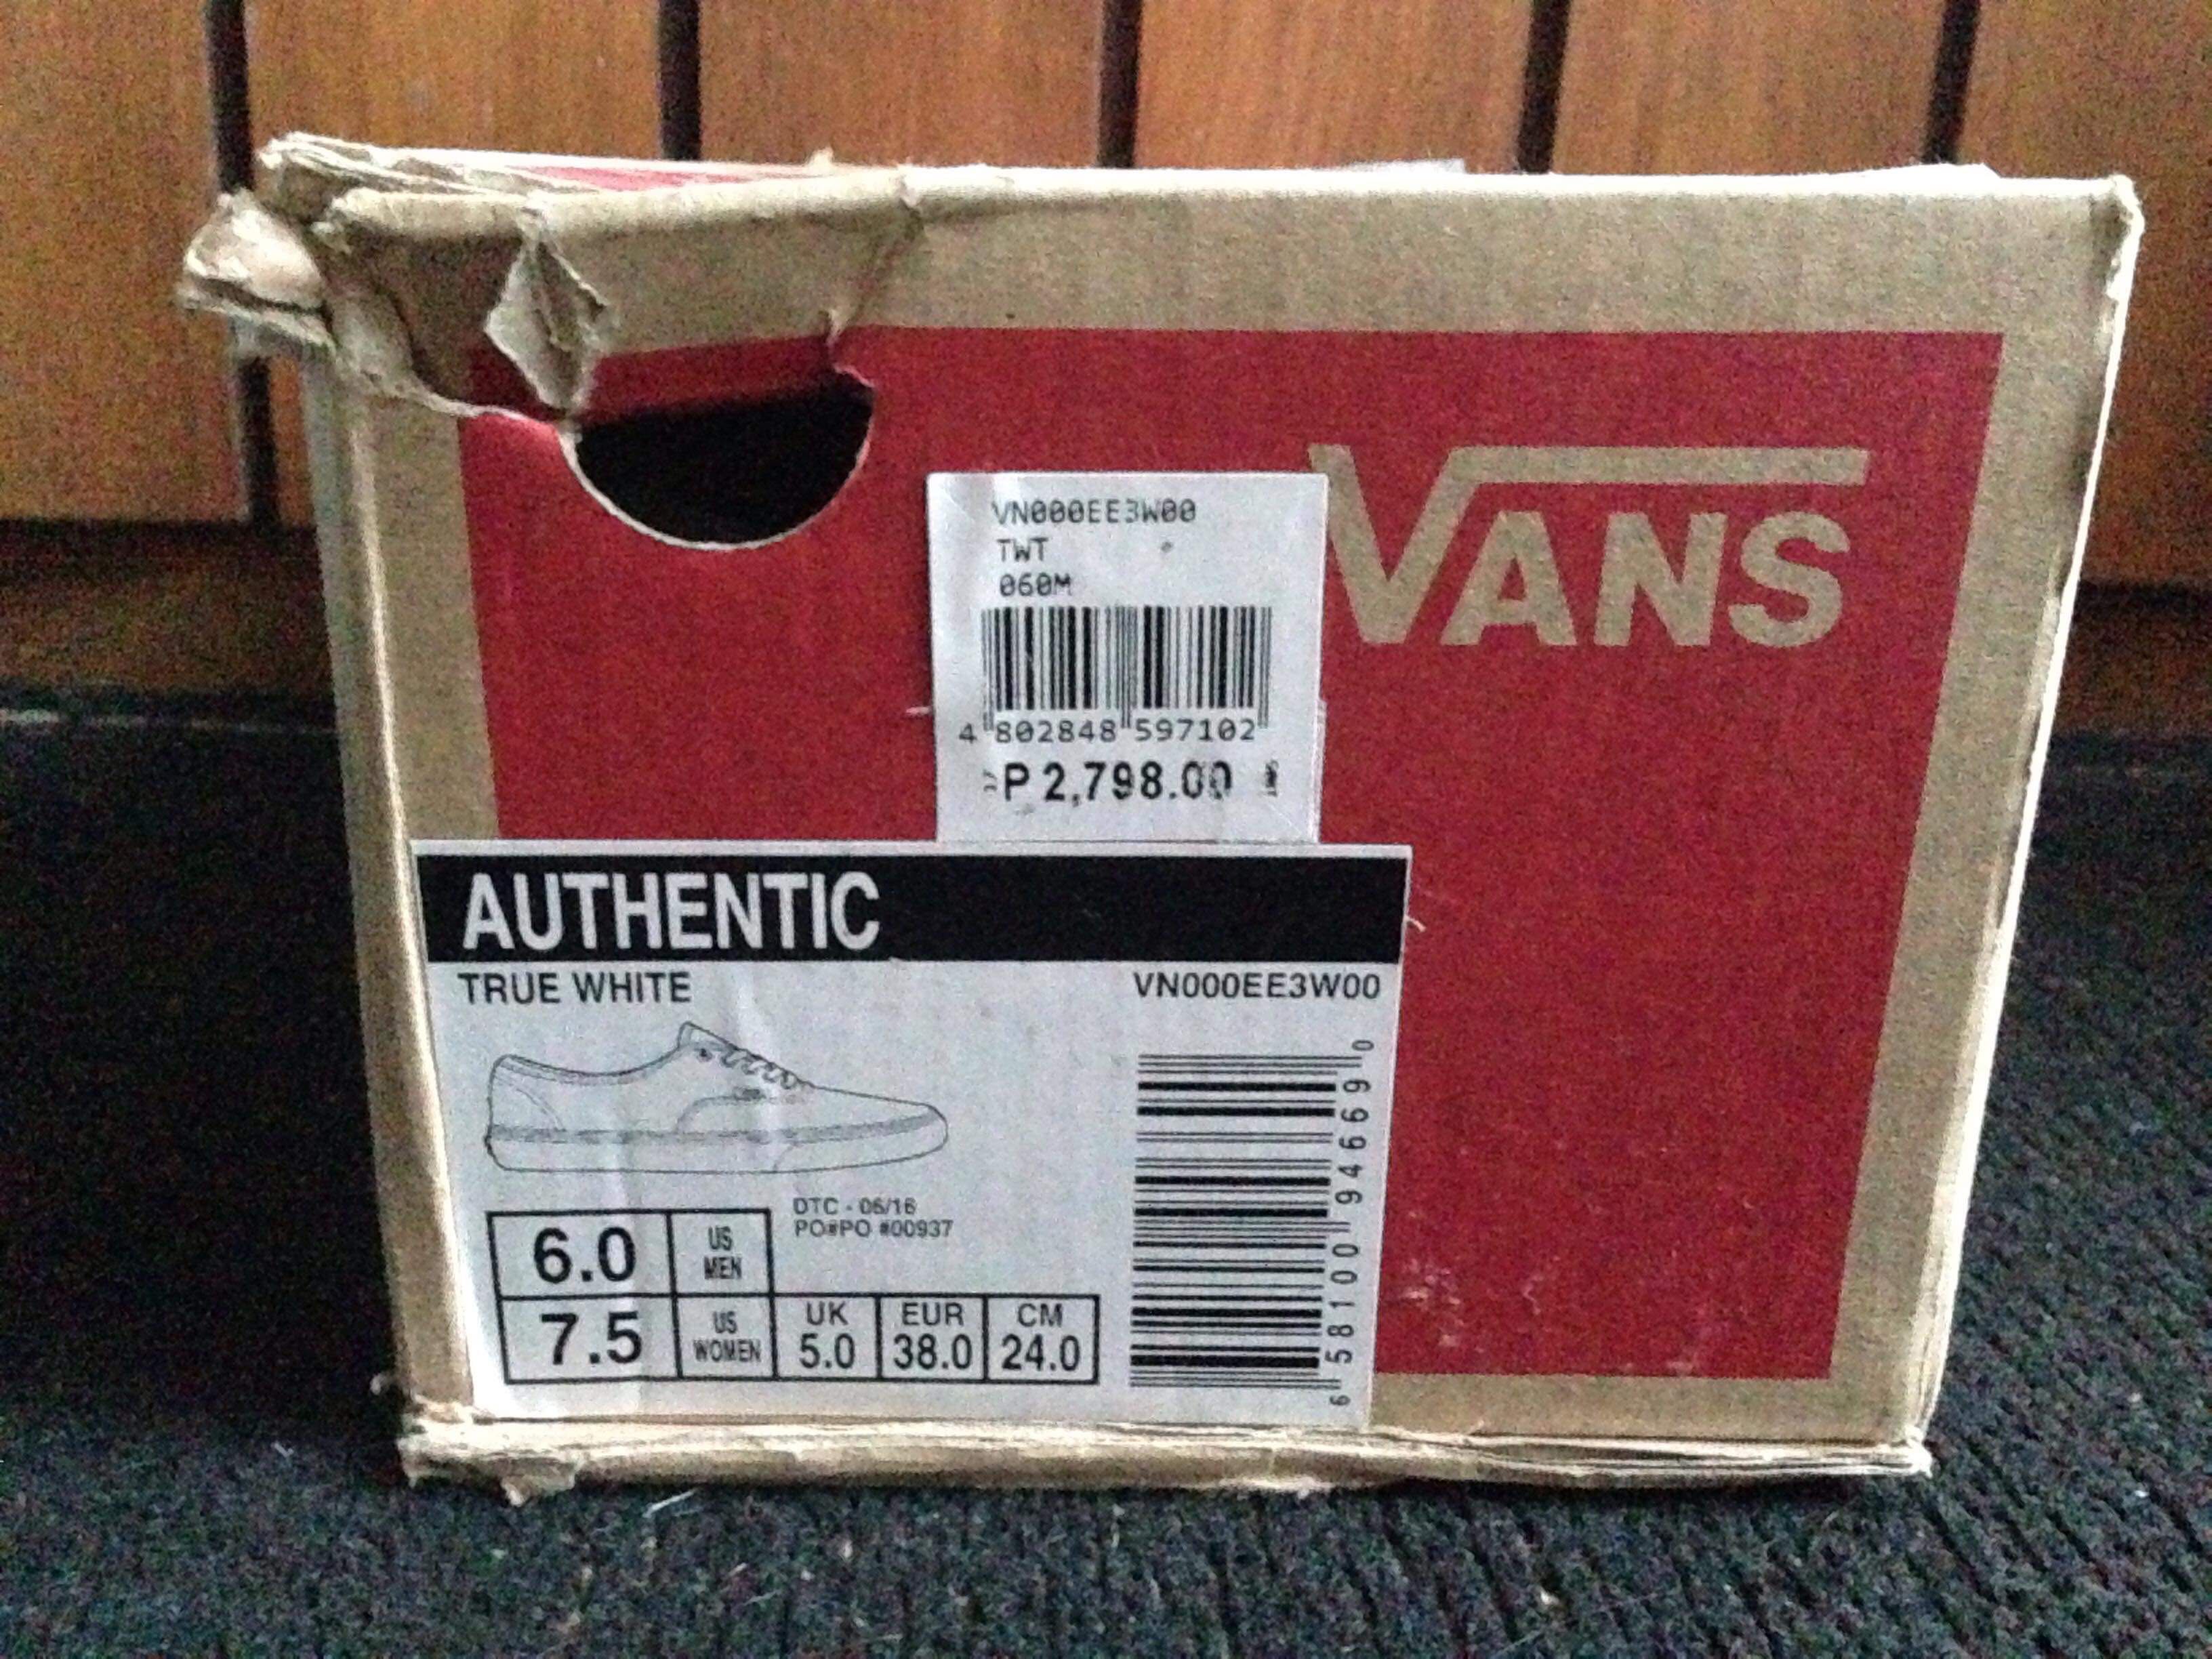 VANS
VN000EE3W00
TWT
060M
4 802848 597102
P 2,798.00
AUTHENTIC
TRUE WHITE VN000EE3W00
DTC - 06/16
PO#PO #00937
6.0 US MEN
7.5 US WOMEN
UK 5.0
EUR 38.0
CM 24.0
6 58100 94669 0